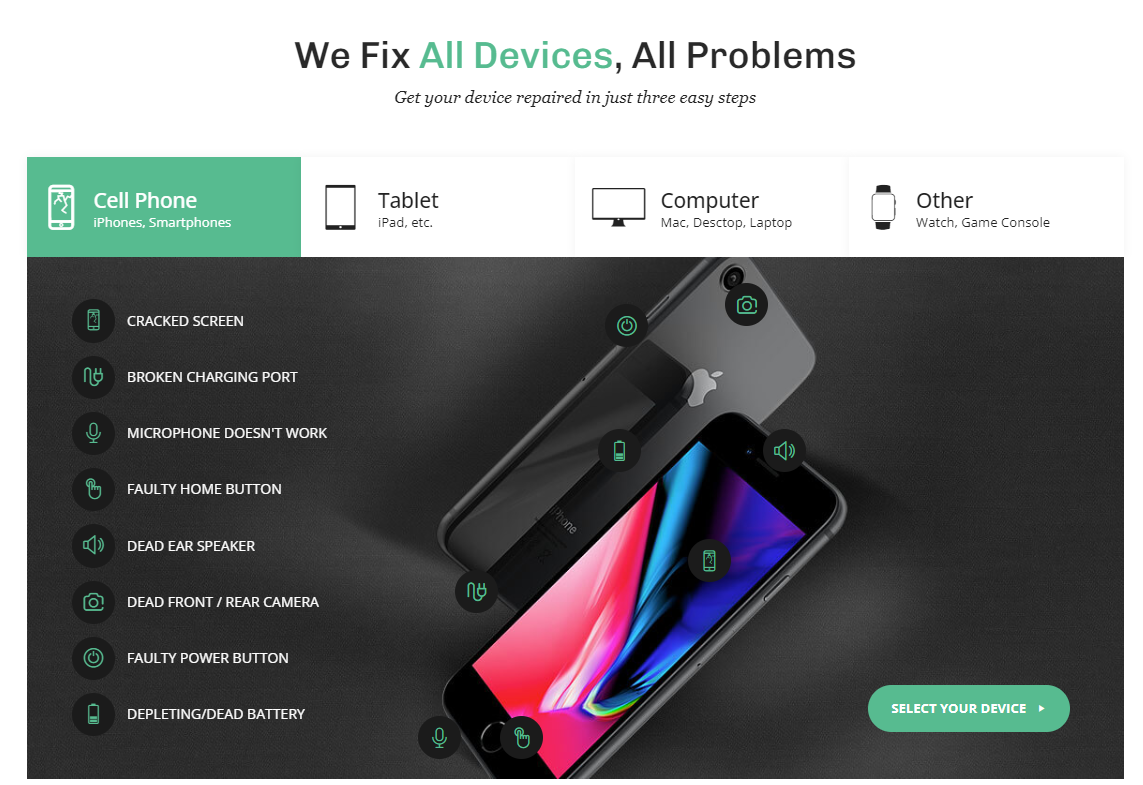 We Fix All Devices, All Problems
Get your device repaired in just three easy steps
Cell Phone
iPhones, Smartphones
Tablet
iPad, etc.
Computer
Mac, Desctop, Laptop
Other
Watch, Game Console
CRACKED SCREEN
BROKEN CHARGING PORT
MICROPHONE DOESN'T WORK
FAULTY HOME BUTTON
DEAD EAR SPEAKER
DEAD FRONT / REAR CAMERA
FAULTY POWER BUTTON
DEPLETING/DEAD BATTERY
iPhone
SELECT YOUR DEVICE